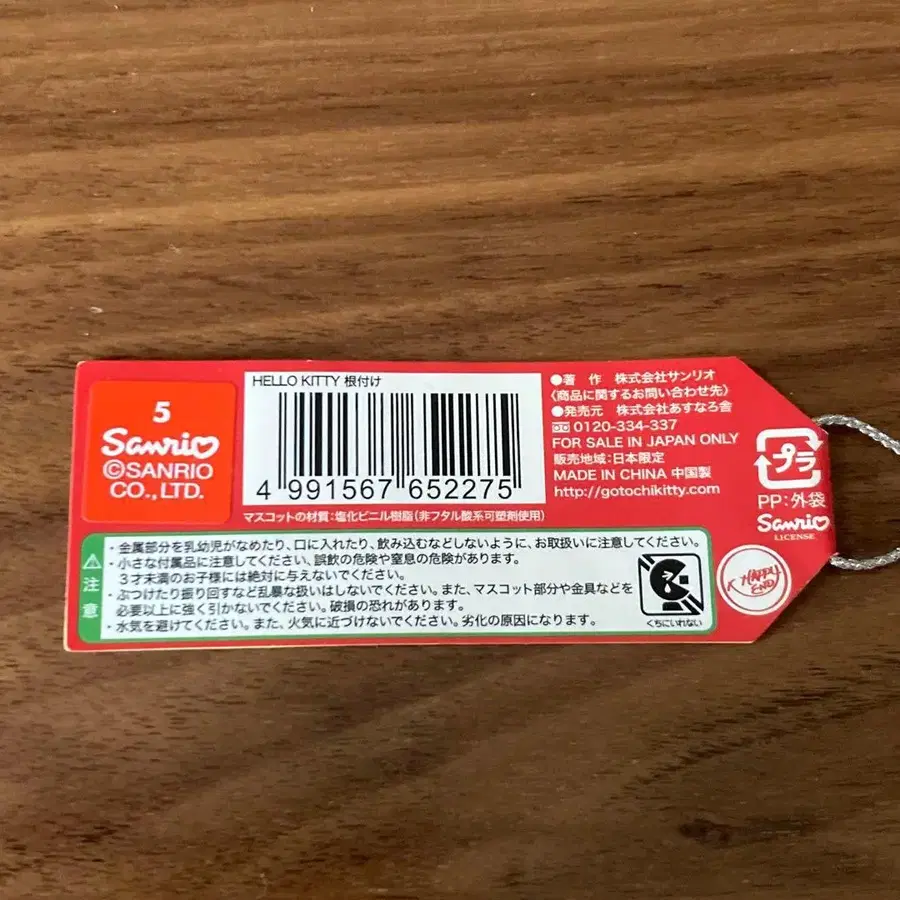 5
Sanrio
©SANRIO
CO.,LTD.
HELLO KITTY 根付け
4 991567 652275
マスコットの材質:塩化ビニル樹脂(非フタル酸系可塑剤使用)
●著 作 株式会社サンリオ
〈商品に関するお問い合わせ先〉
●発売元 株式会社あすなろ舎
0120-334-337
FOR SALE IN JAPAN ONLY
販売地域:日本限定
MADE IN CHINA 中国製
http://gotochikitty.com
プラ
PP:外袋
Sanrio
LICENSE
注意
・金属部分を乳幼児がなめたり、口に入れたり、飲み込むなどしないように、お取扱いに注意してください。
・小さな付属品に注意してください。誤飲の危険や窒息の危険があります。
3才未満のお子様には絶対に与えないでください。
・ぶつけたり振り回すなど乱暴な扱いはしないでください。また、マスコット部分や金具などを
必要以上に強く引かないでください。破損の恐れがあります。
・水気を避けてください。また、火気に近づけないでください。劣化の原因になります。
くちにいれない
HAPPY
END